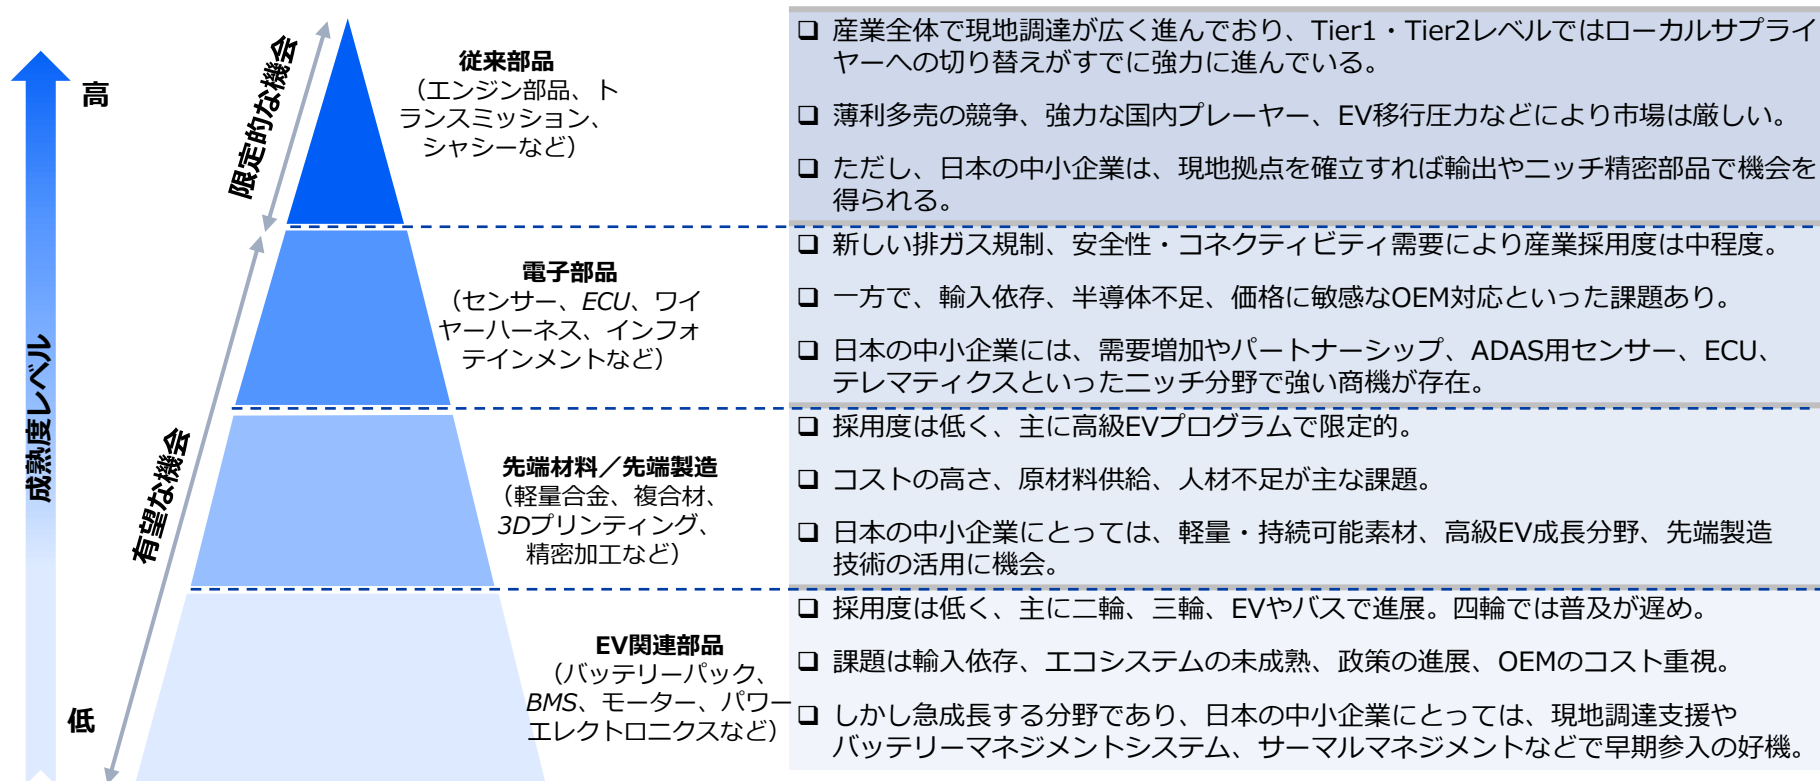 成熟度レベル
高
低
限定的な機会
有望な機会
従来部品
（エンジン部品、ト
ランスミッション、
シャシーなど）
❑ 産業全体で現地調達が広く進んでおり、Tier1・Tier2レベルではローカルサプライ
ヤーへの切り替えがすでに強力に進んでいる。
❑ 薄利多売の競争、強力な国内プレーヤー、EV移行圧力などにより市場は厳しい。
❑ ただし、日本の中小企業は、現地拠点を確立すれば輸出やニッチ精密部品で機会を
得られる。
電子部品
（センサー、ECU、ワイ
ヤーハーネス、インフォ
テインメントなど）
❑ 新しい排ガス規制、安全性・コネクティビティ需要により産業採用度は中程度。
❑ 一方で、輸入依存、半導体不足、価格に敏感なOEM対応といった課題あり。
❑ 日本の中小企業には、需要増加やパートナーシップ、ADAS用センサー、ECU、
テレマティクスといったニッチ分野で強い商機が存在。
先端材料／先端製造
（軽量合金、複合材、
3Dプリンティング、
精密加工など）
❑ 採用度は低く、主に高級EVプログラムで限定的。
❑ コストの高さ、原材料供給、人材不足が主な課題。
❑ 日本の中小企業にとっては、軽量・持続可能素材、高級EV成長分野、先端製造
技術の活用に機会。
EV関連部品
（バッテリーパック、
BMS、モーター、パワー
エレクトロニクスなど）
❑ 採用度は低く、主に二輪、三輪、EVやバスで進展。四輪では普及が遅め。
❑ 課題は輸入依存、エコシステムの未成熟、政策の進展、OEMのコスト重視。
❑ しかし急成長する分野であり、日本の中小企業にとっては、現地調達支援や
バッテリーマネジメントシステム、サーマルマネジメントなどで早期参入の好機。